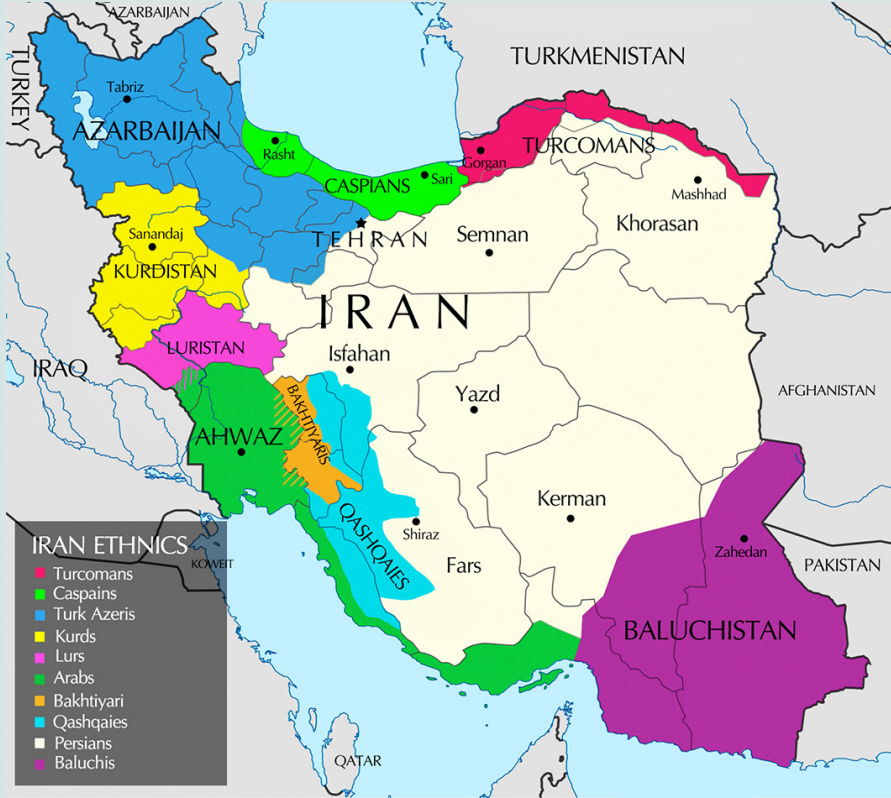 AZARBAIJAN
TURKEY
TURKMENISTAN
Tabriz
AZARBAIJAN
Rasht
CASPIANS
Sari
Gorgan
TURCOMANS
Mashhad
Khorasan
Sanandaj
KURDISTAN
TEHRAN
Semnan
IRAN
LURISTAN
Isfahan
IRAQ
Yazd
AFGHANISTAN
BAKHTIYARIS
AHWAZ
Kerman
QASHQAIES
Shiraz
Fars
Zahedan
PAKISTAN
BALUCHISTAN
KOWEIT
QATAR
IRAN ETHNICS
Turcomans
Caspains
Turk Azeris
Kurds
Lurs
Arabs
Bakhtiyari
Qashqaies
Persians
Baluchis